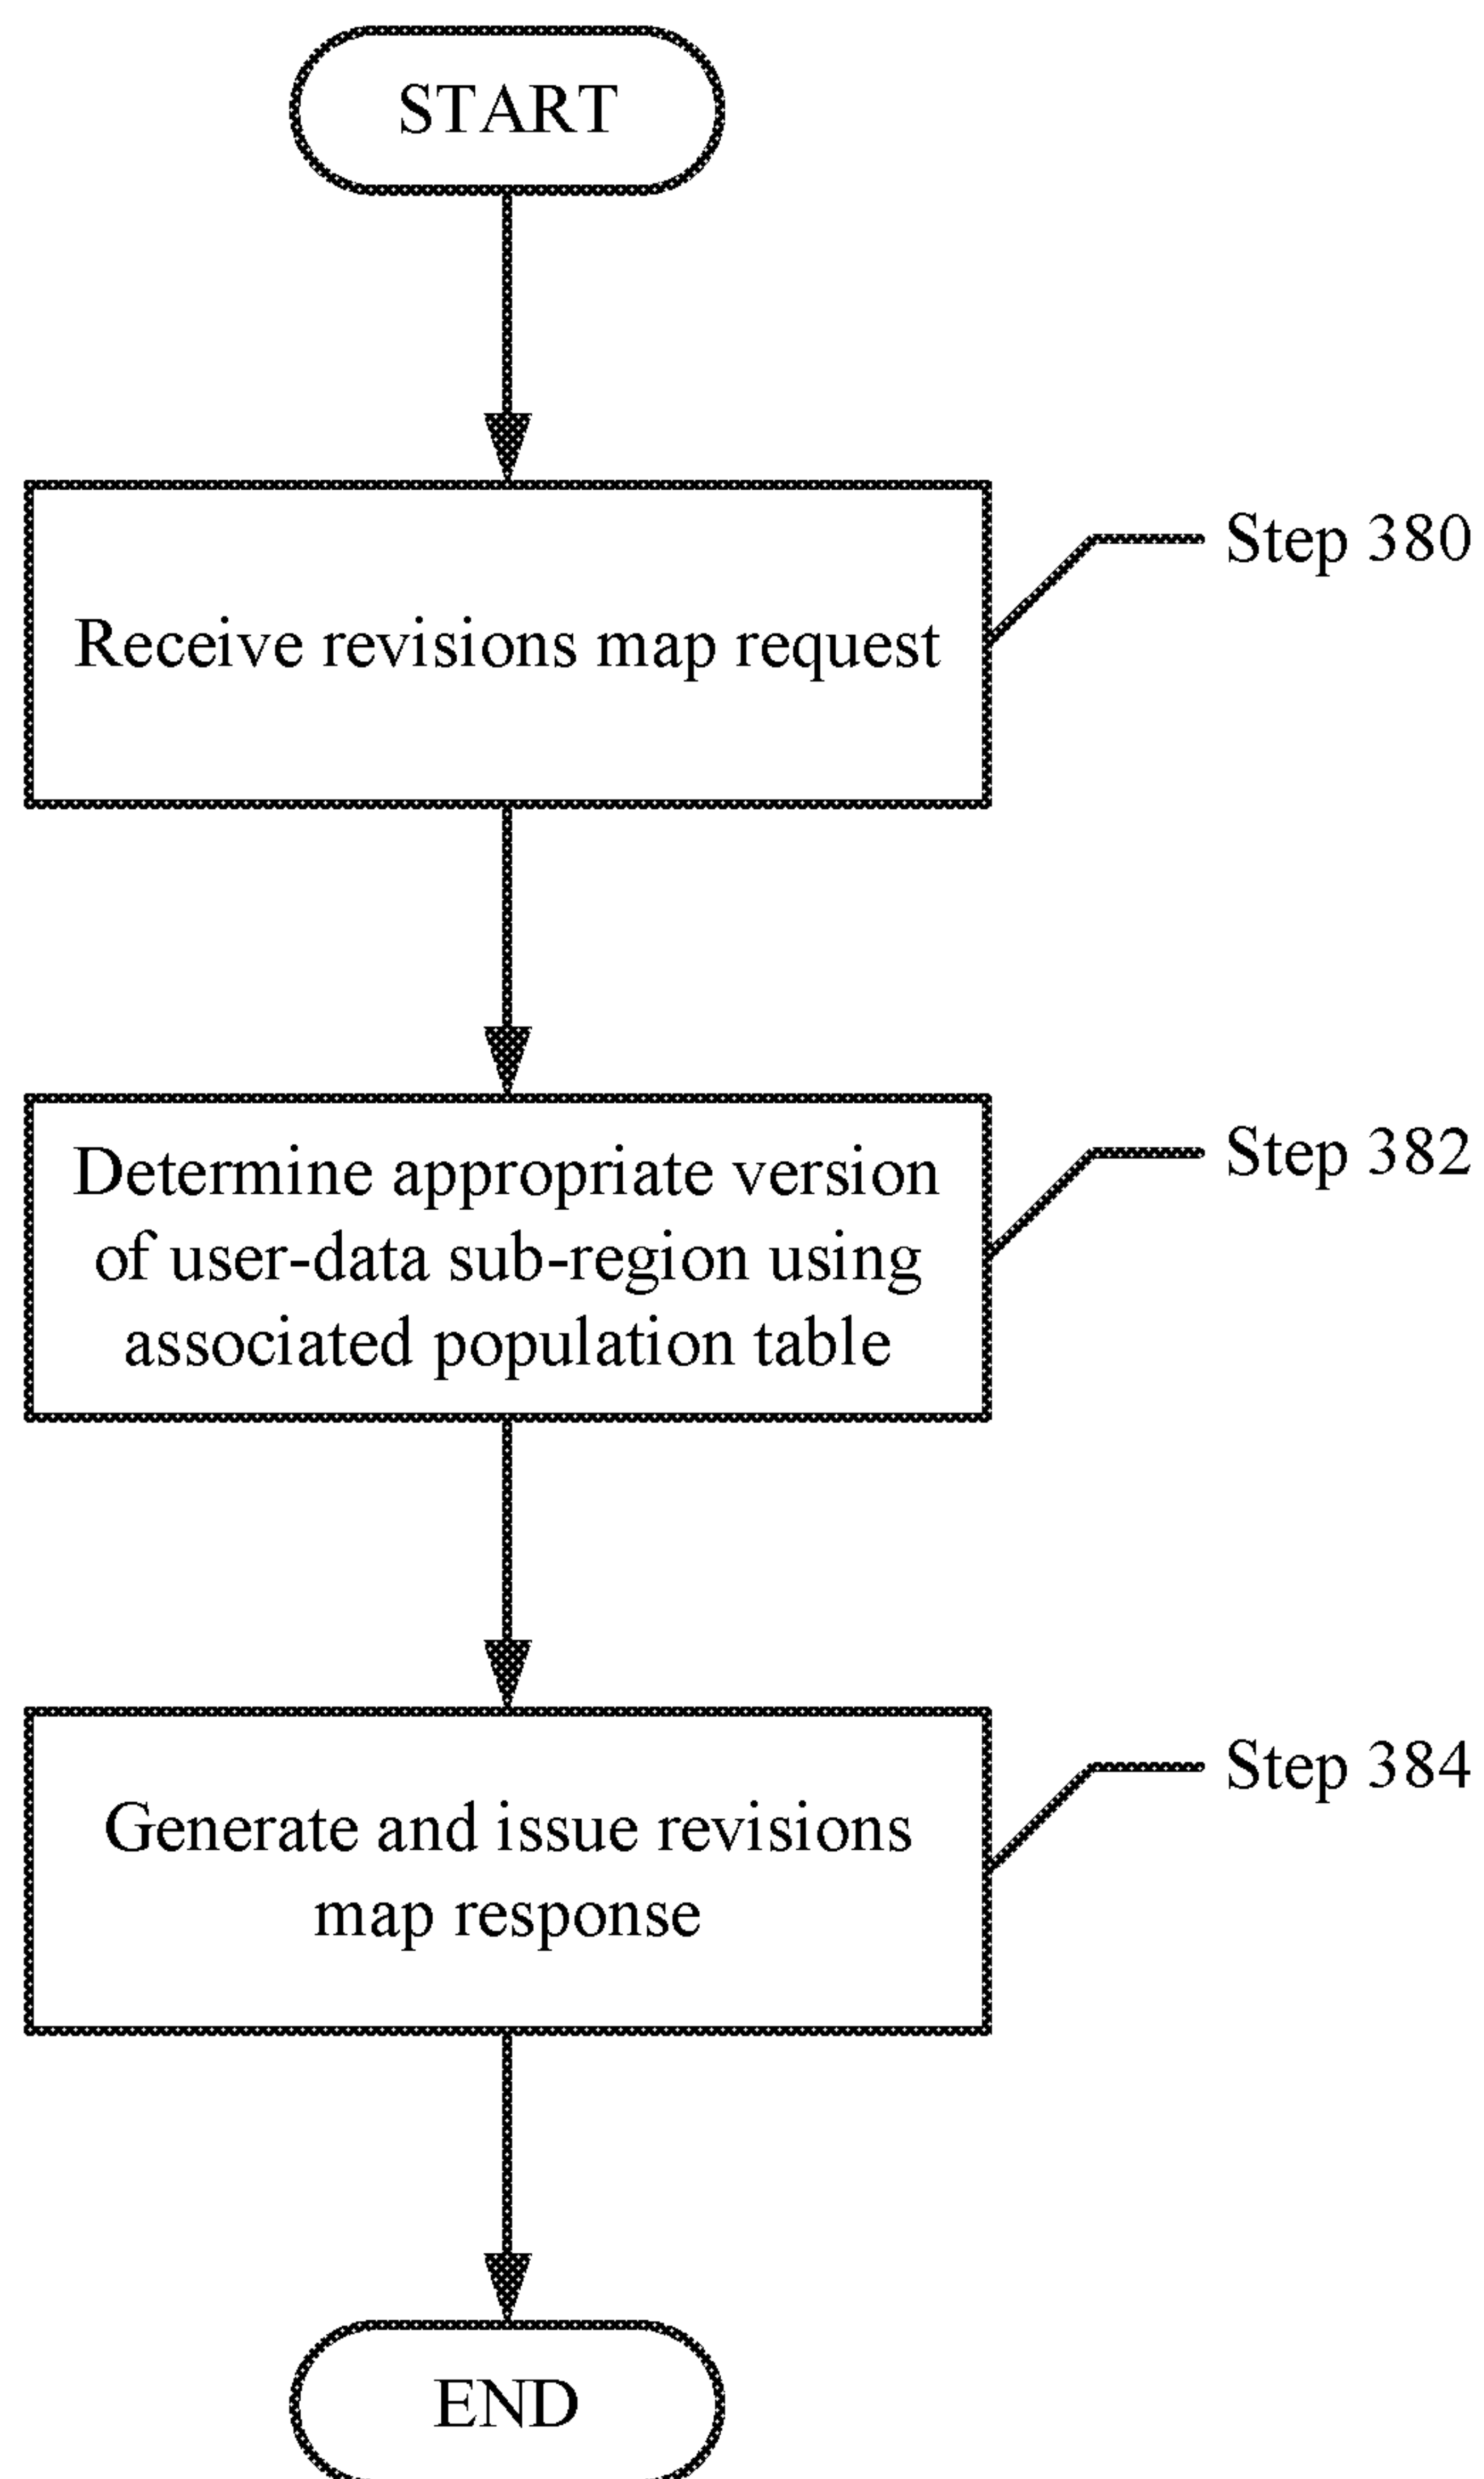 START
Step 380
Receive revisions map request
Step 382
Determine appropriate version
of user-data sub-region using
associated population table
Step 384
Generate and issue revisions
map response
END